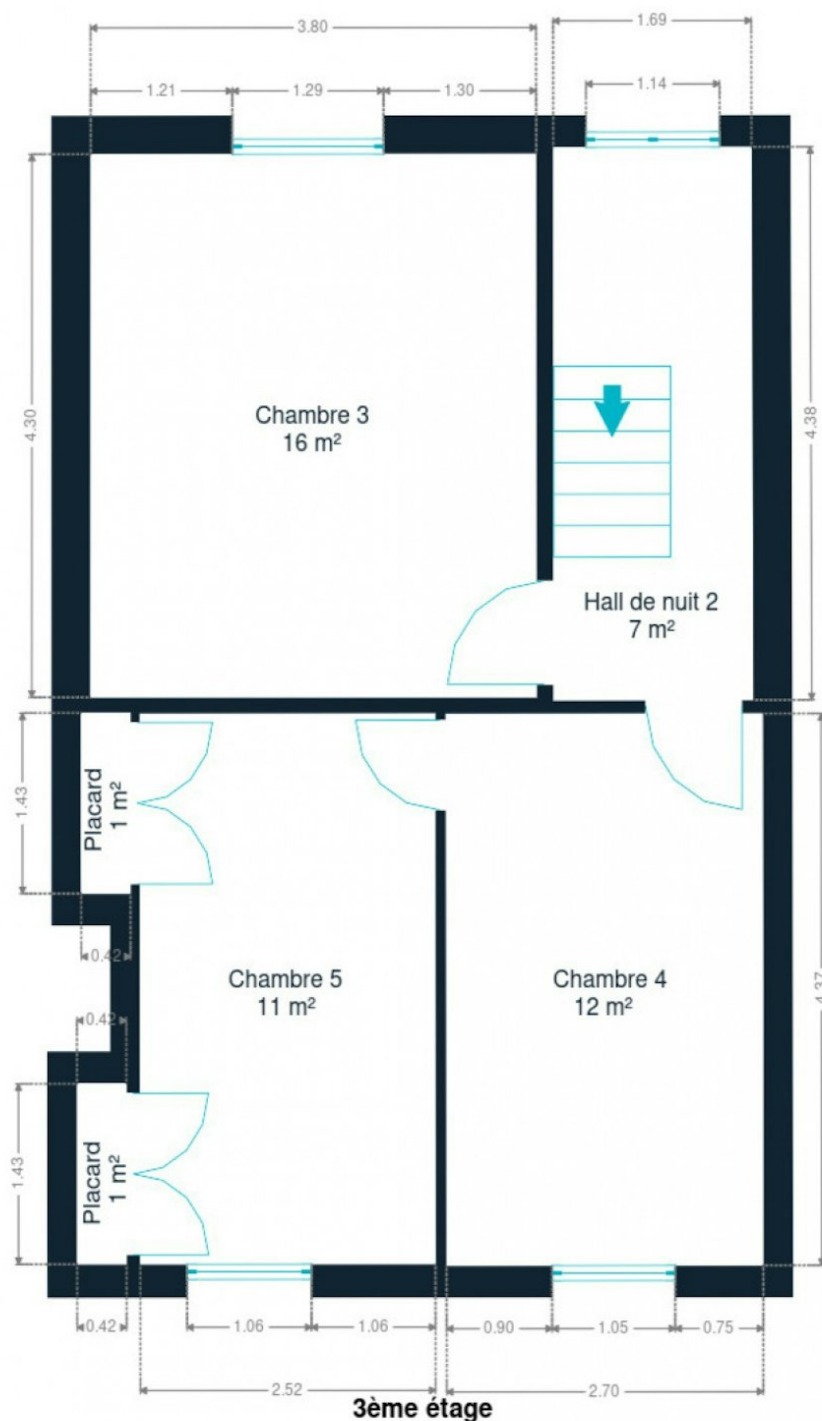 3.80
1.69
1.21
1.29
1.30
1.14
4.30
4.38
Chambre 3
16 m²
Hall de nuit 2
7 m²
1.43
Placard
1 m²
0.42
Chambre 5
11 m²
Chambre 4
12 m²
4.37
0.42
1.43
Placard
1 m²
0.42
1.06
1.06
0.90
1.05
0.75
2.52
2.70
3ème étage